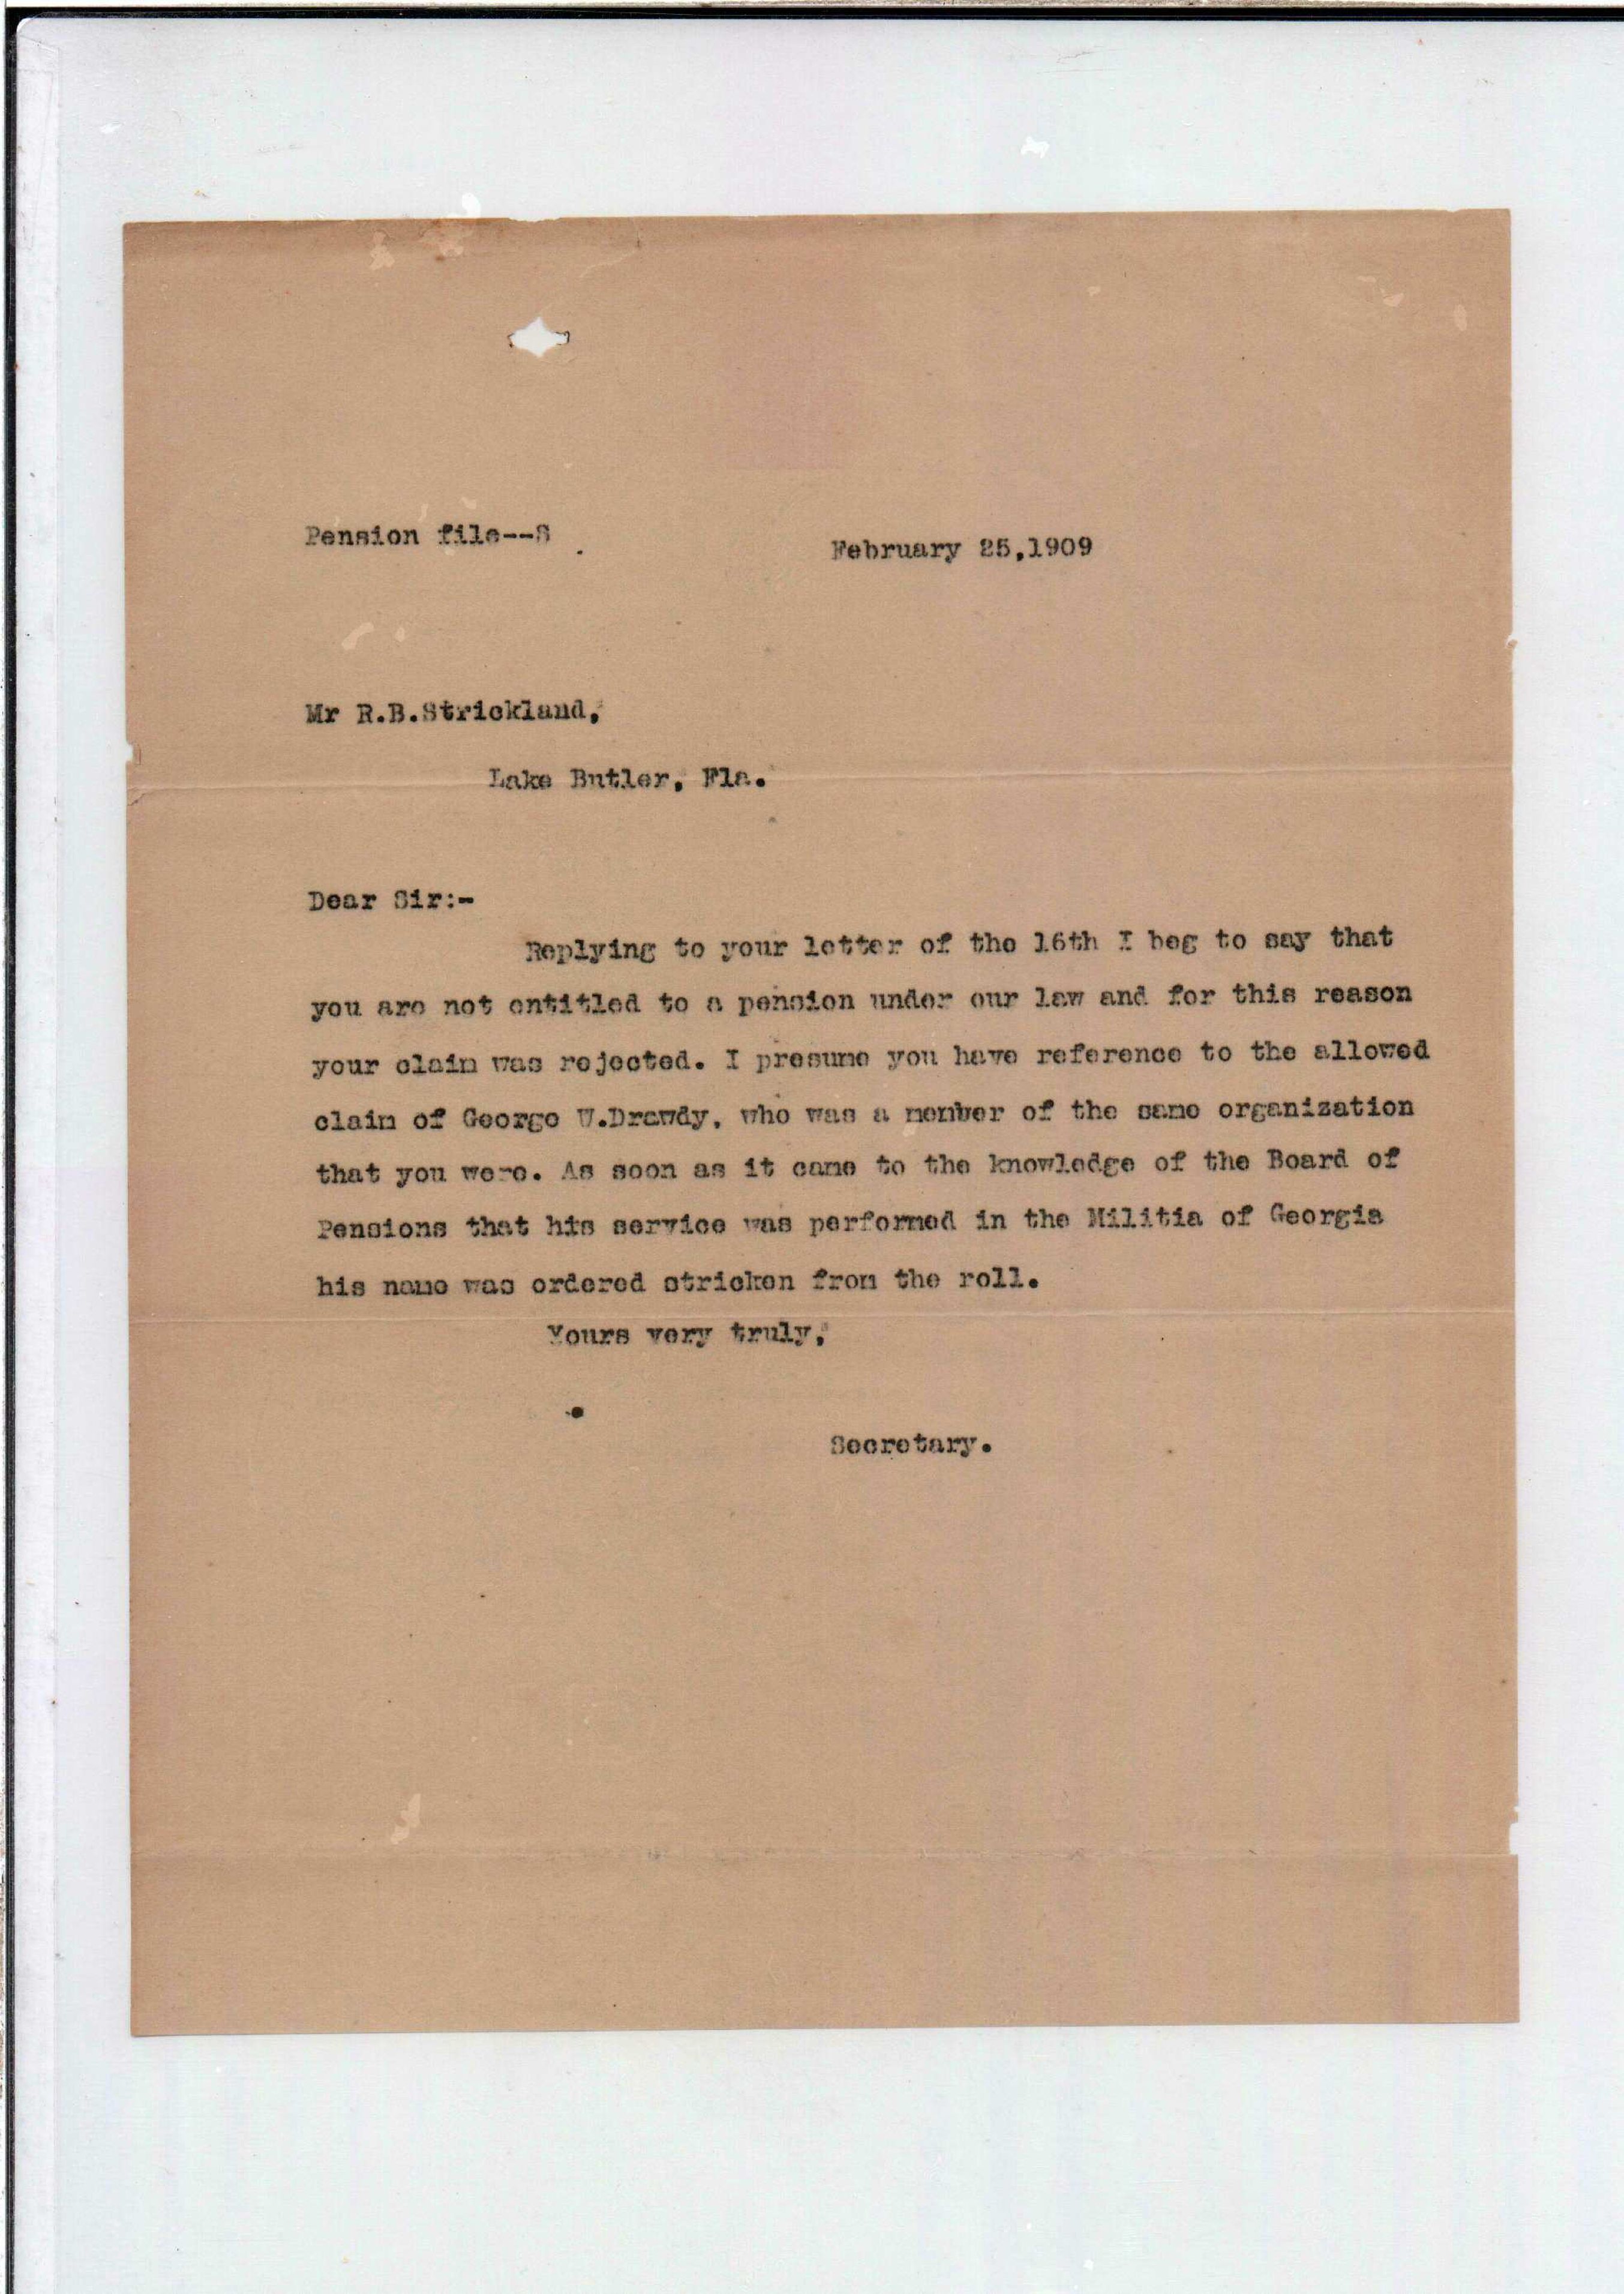 Pension file--S
February 25,1909
Mr R.B.Strickland,
Lake Butler, Fla.
Dear Sir:-
Replying to your letter of the 16th I beg to say that
you are not entitled to a pension under our law and for this reason
your claim was rejected. I presume you have reference to the allowed
claim of George W.Drawdy, who was a member of the same organization
that you were. As soon as it came to the knowledge of the Board of
Pensions that his service was performed in the Militia of Georgia
his name was ordered stricken from the roll.
Yours very truly,
Secretary.